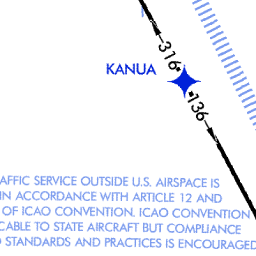 316°
KANUA
136°
AFFIC SERVICE OUTSIDE U.S. AIRSPACE IS
IN ACCORDANCE WITH ARTICLE 12 AND
OF ICAO CONVENTION. ICAO CONVENTION
CABLE TO STATE AIRCRAFT BUT COMPLIANCE
STANDARDS AND PRACTICES IS ENCOURAGED